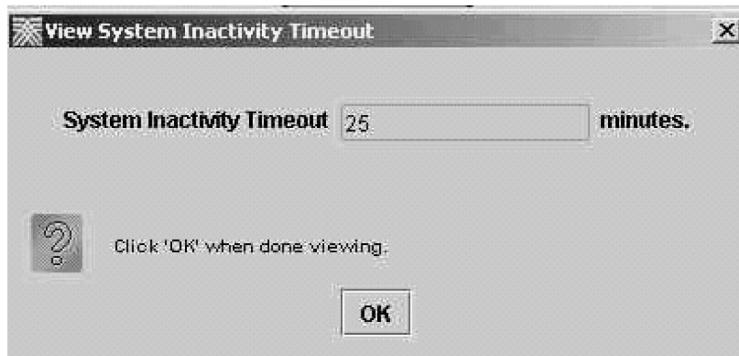 View System Inactivity Timeout
System Inactivity Timeout 25 minutes.
Click 'OK' when done viewing.
OK